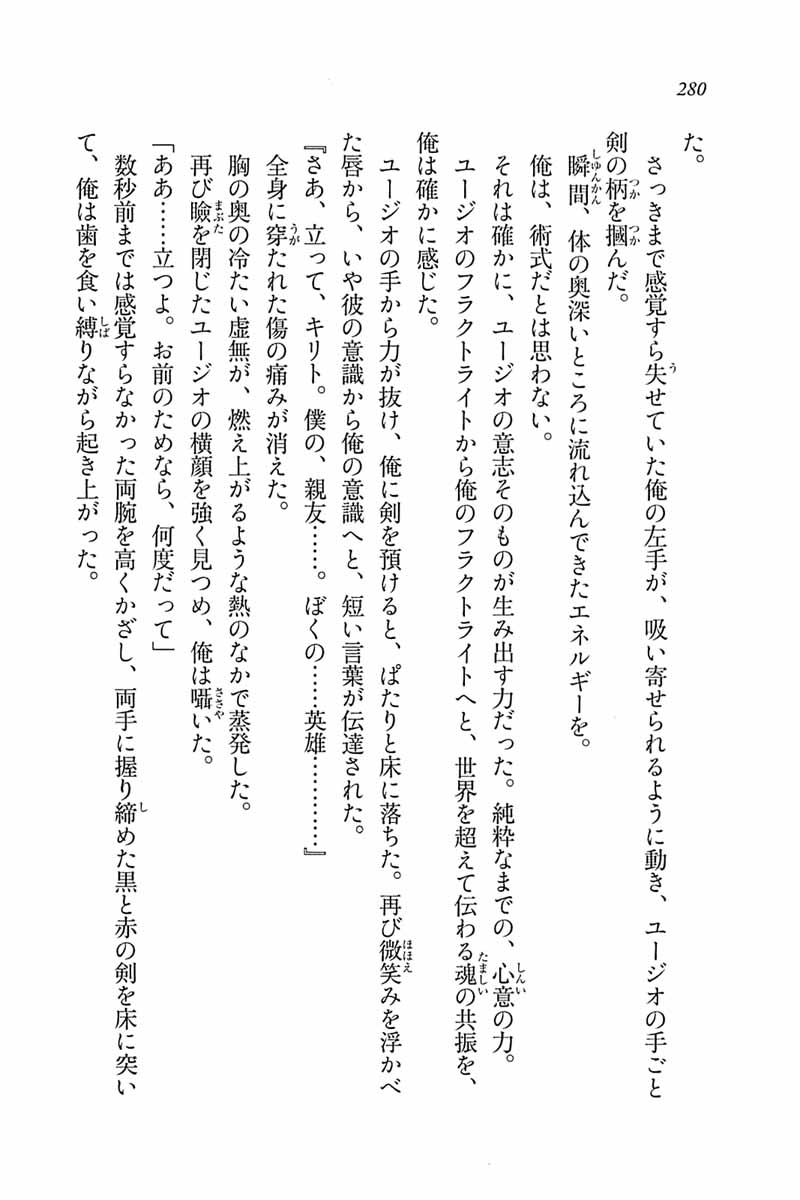 280
た。
さっきまで感覚すら失せていた俺の左手が、吸い寄せられるように動き、ユージオの手ごと
剣の柄を摑んだ。
瞬間、体の奥深いところに流れ込んできたエネルギーを。
俺は、術式だとは思わない。
それは確かに、ユージオの意志そのものが生み出す力だった。純粋なまでの、心意の力。
ユージオのフラクトライトから俺のフラクトライトへと、世界を超えて伝わる魂の共振を、
俺は確かに感じた。
ユージオの手から力が抜け、俺に剣を預けると、ぱたりと床に落ちた。再び微笑みを浮かべ
た唇から、いや彼の意識から俺の意識へと、短い言葉が伝達された。
『さあ、立って、キリト。僕の、親友……。ぼくの……英雄…………』
全身に穿たれた傷の痛みが消えた。
胸の奥の冷たい虚無が、燃え上がるような熱のなかで蒸発した。
再び瞼を閉じたユージオの横顔を強く見つめ、俺は囁いた。
「ああ……立つよ。お前のためなら、何度だって」
数秒前までは感覚すらなかった両腕を高くかざし、両手に握り締めた黒と赤の剣を床に突い
て、俺は歯を食い縛りながら起き上がった。